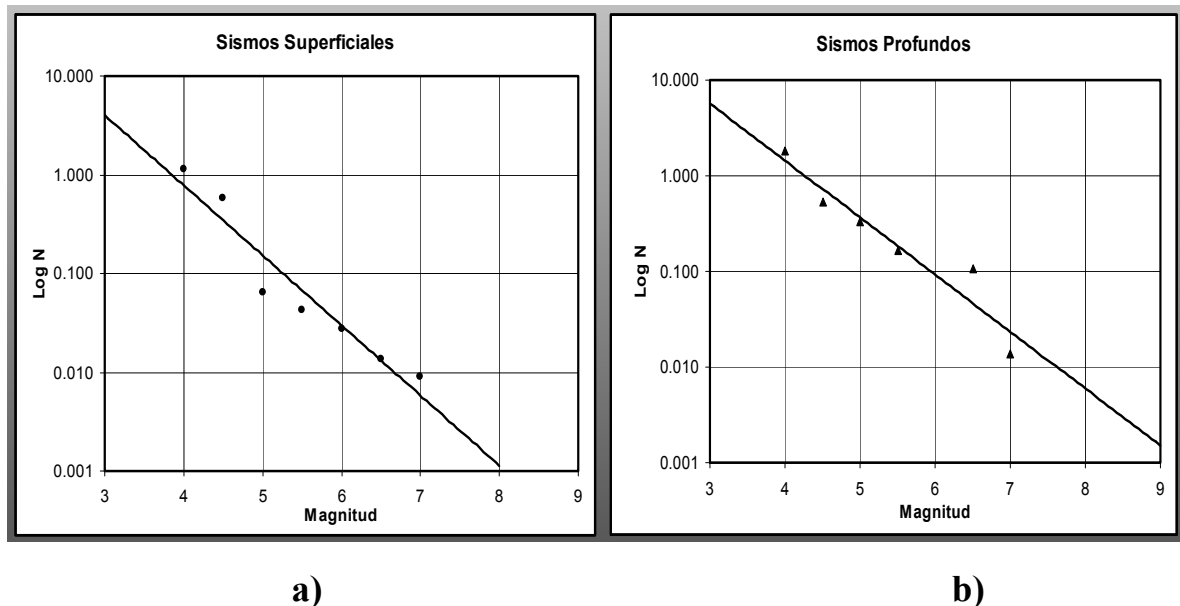 Sismos Superficiales
10.000
1.000
0.100
0.010
0.001
Log N
3 4 5 6 7 8 9
Magnitud
Sismos Profundos
10.000
1.000
0.100
0.010
0.001
Log N
3 4 5 6 7 8 9
Magnitud
a)
b)